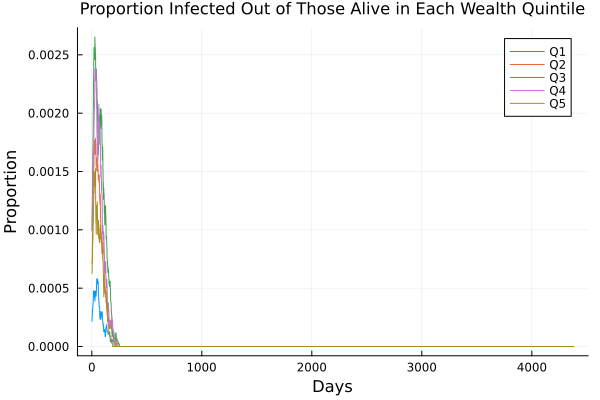 Proportion Infected Out of Those Alive in Each Wealth Quintile
Q1
Q2
Q3
Q4
Q5
0.0025
0.0020
0.0015
0.0010
0.0005
0.0000
Proportion
0
1000
2000
3000
4000
Days